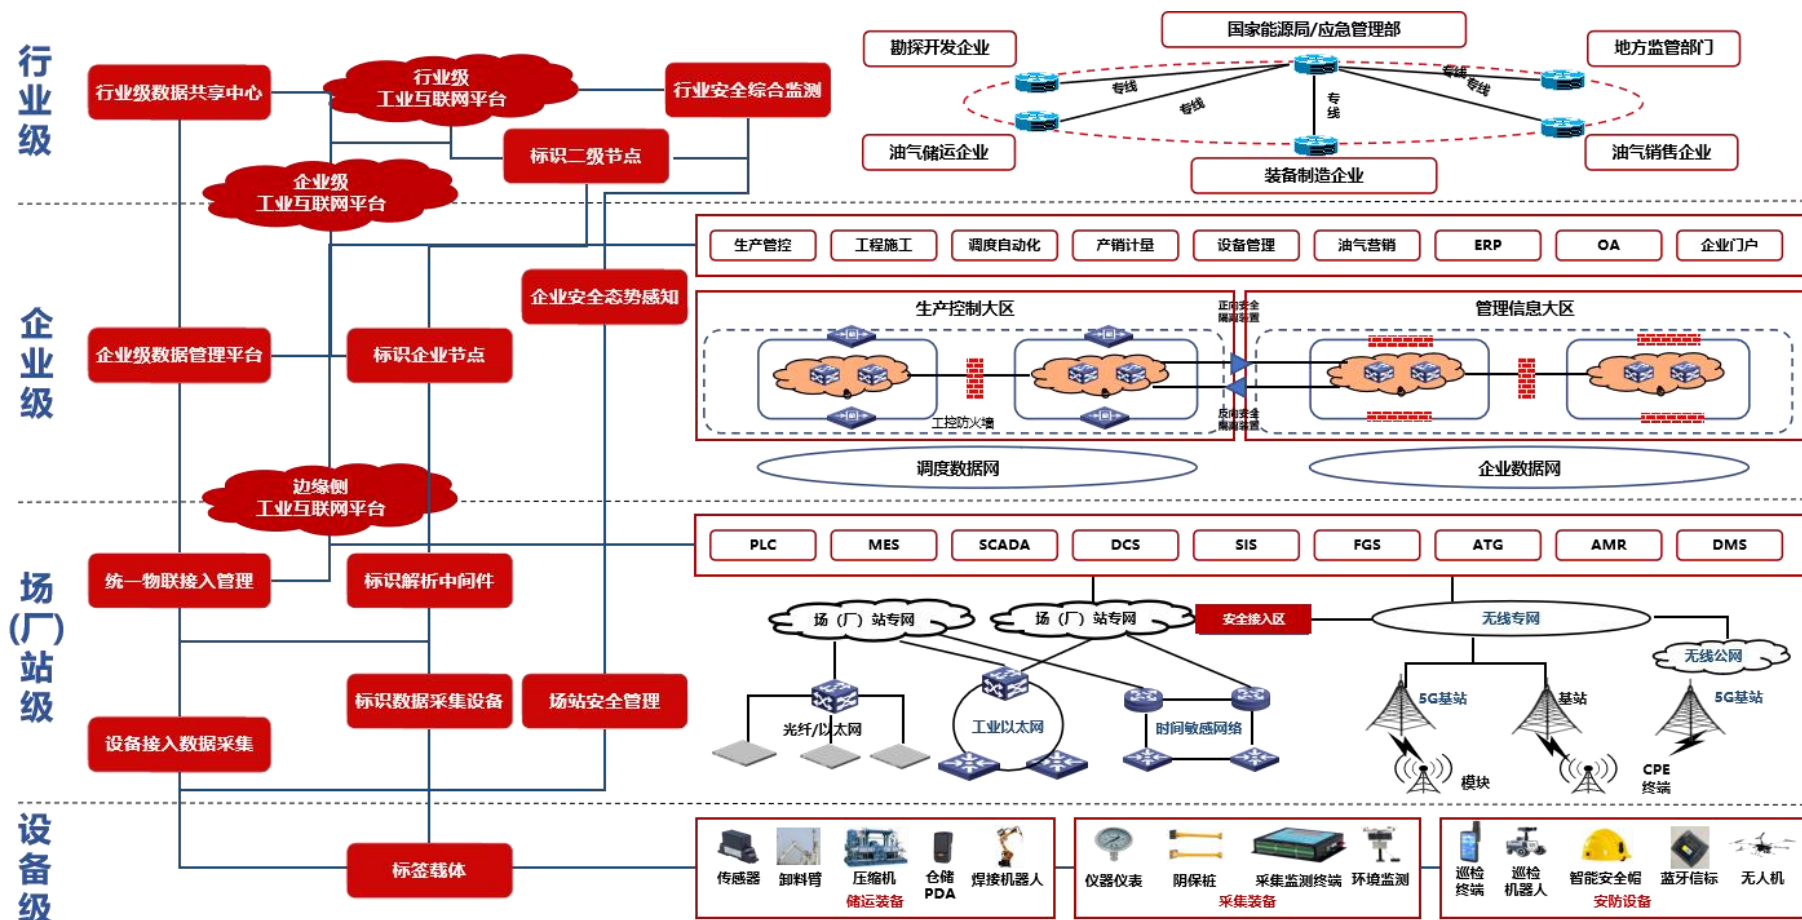 行业级
行业级数据共享中心
行业级
工业互联网平台
行业安全综合监测
标识二级节点
企业级
工业互联网平台
国家能源局/应急管理部
勘探开发企业
地方监管部门
专线
专线
专线
专线
专线
油气储运企业
装备制造企业
油气销售企业
企业级
企业安全态势感知
企业级数据管理平台
标识企业节点
生产管控
工程施工
调度自动化
产销计量
设备管理
油气营销
ERP
OA
企业门户
生产控制大区
正向安全
隔离装置
管理信息大区
工控防火墙
反向安全
隔离装置
调度数据网
企业数据网
边缘侧
工业互联网平台
场(厂)站级
统一物联接入管理
标识解析中间件
标识数据采集设备
场站安全管理
设备接入数据采集
PLC
MES
SCADA
DCS
SIS
FGS
ATG
AMR
DMS
场（厂）站专网
场（厂）站专网
安全接入区
无线专网
无线公网
光纤/以太网
工业以太网
时间敏感网络
5G基站
基站
5G基站
模块
CPE
终端
设备级
标签载体
传感器
卸料臂
压缩机
仓储
PDA
焊接机器人
储运装备
仪器仪表
阴保桩
采集监测终端
环境监测
采集装备
巡检
终端
巡检
机器人
智能安全帽
蓝牙信标
无人机
安防设备